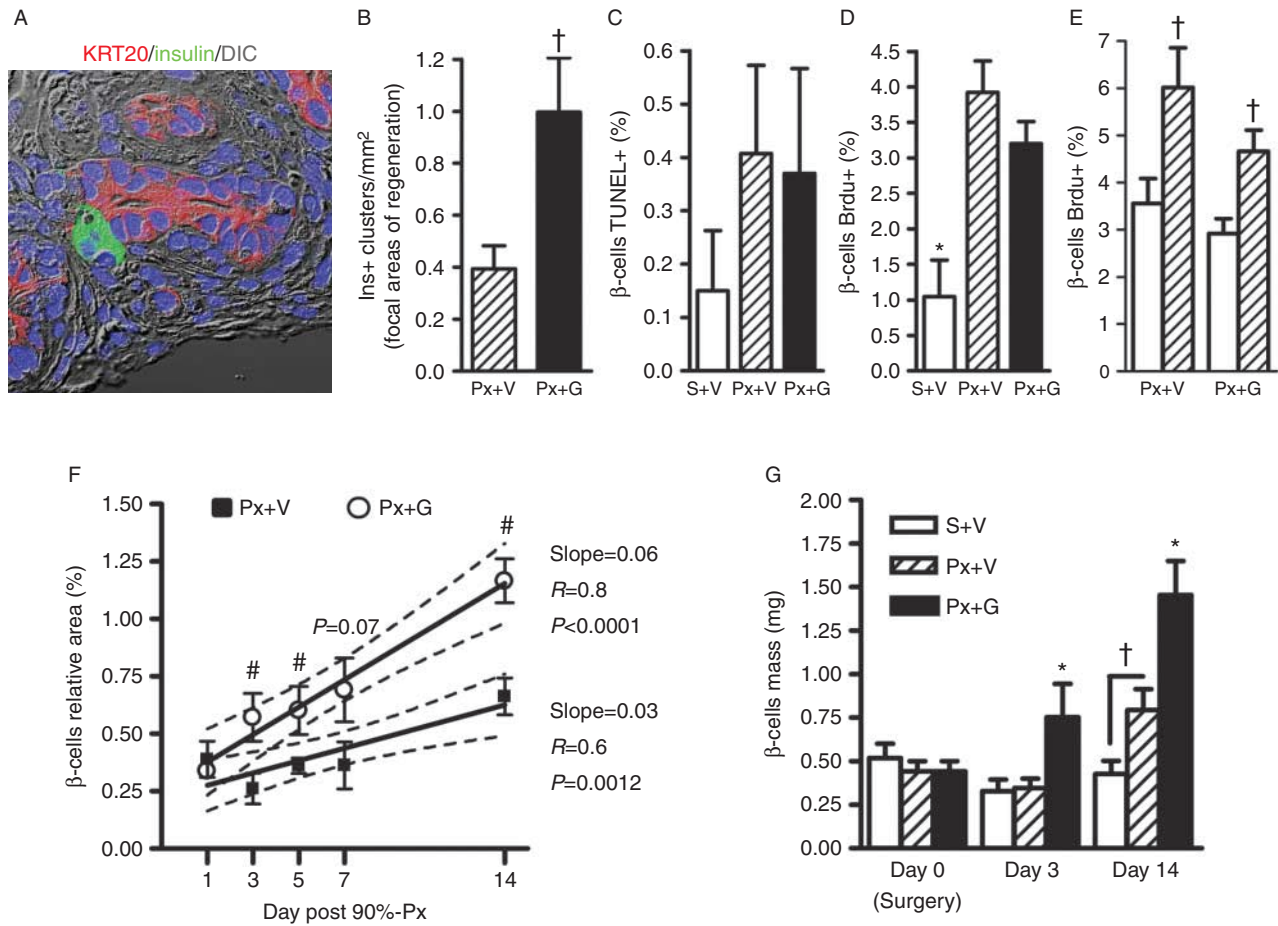 A
KRT20/insulin/DIC
B
Ins+ clusters/mm²
(focal areas of regeneration)
†
1.2
1.0
0.8
0.6
0.4
1.2
0.0
Px+V
Px+G
C
β-cells TUNEL+ (%)
0.6
0.5
0.4
0.3
0.2
0.1
0.0
S+V
Px+V
Px+G
D
β-cells Brdu+ (%)
4.5
4.0
3.5
3.0
2.5
2.0
1.5
1.0
0.5
0.0
*
S+V
Px+V
Px+G
E
β-cells Brdu+ (%)
7
6
5
4
3
2
1
0
†
†
Px+V
Px+G
F
β-cells relative area (%)
1.50
1.25
1.00
0.75
0.50
0.25
0.00
Px+V
Px+G
#
#
P=0.07
#
Slope=0.06
R=0.8
P<0.0001
Slope=0.03
R=0.6
P=0.0012
1
3
5
7
14
Day post 90%-Px
G
β-cells mass (mg)
2.00
1.75
1.50
1.25
1.00
0.75
0.50
0.25
0.00
S+V
Px+V
Px+G
*
†
*
Day 0
(Surgery)
Day 3
Day 14